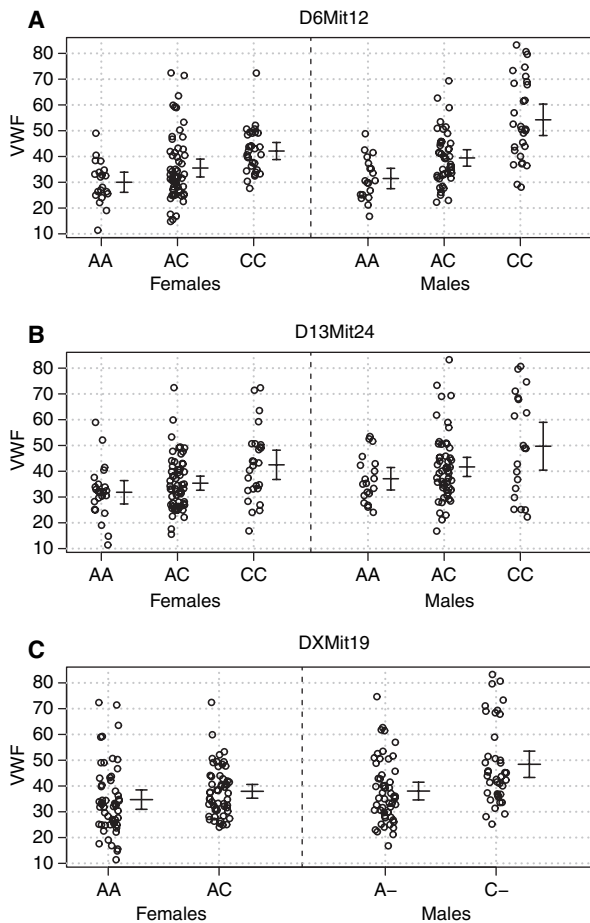 A
D6Mit12
VWF
80
70
60
50
40
30
20
10
AA AC CC AA AC CC
Females Males
B
D13Mit24
VWF
80
70
60
50
40
30
20
10
AA AC CC AA AC CC
Females Males
C
DXMit19
VWF
80
70
60
50
40
30
20
10
AA AC A– C–
Females Males